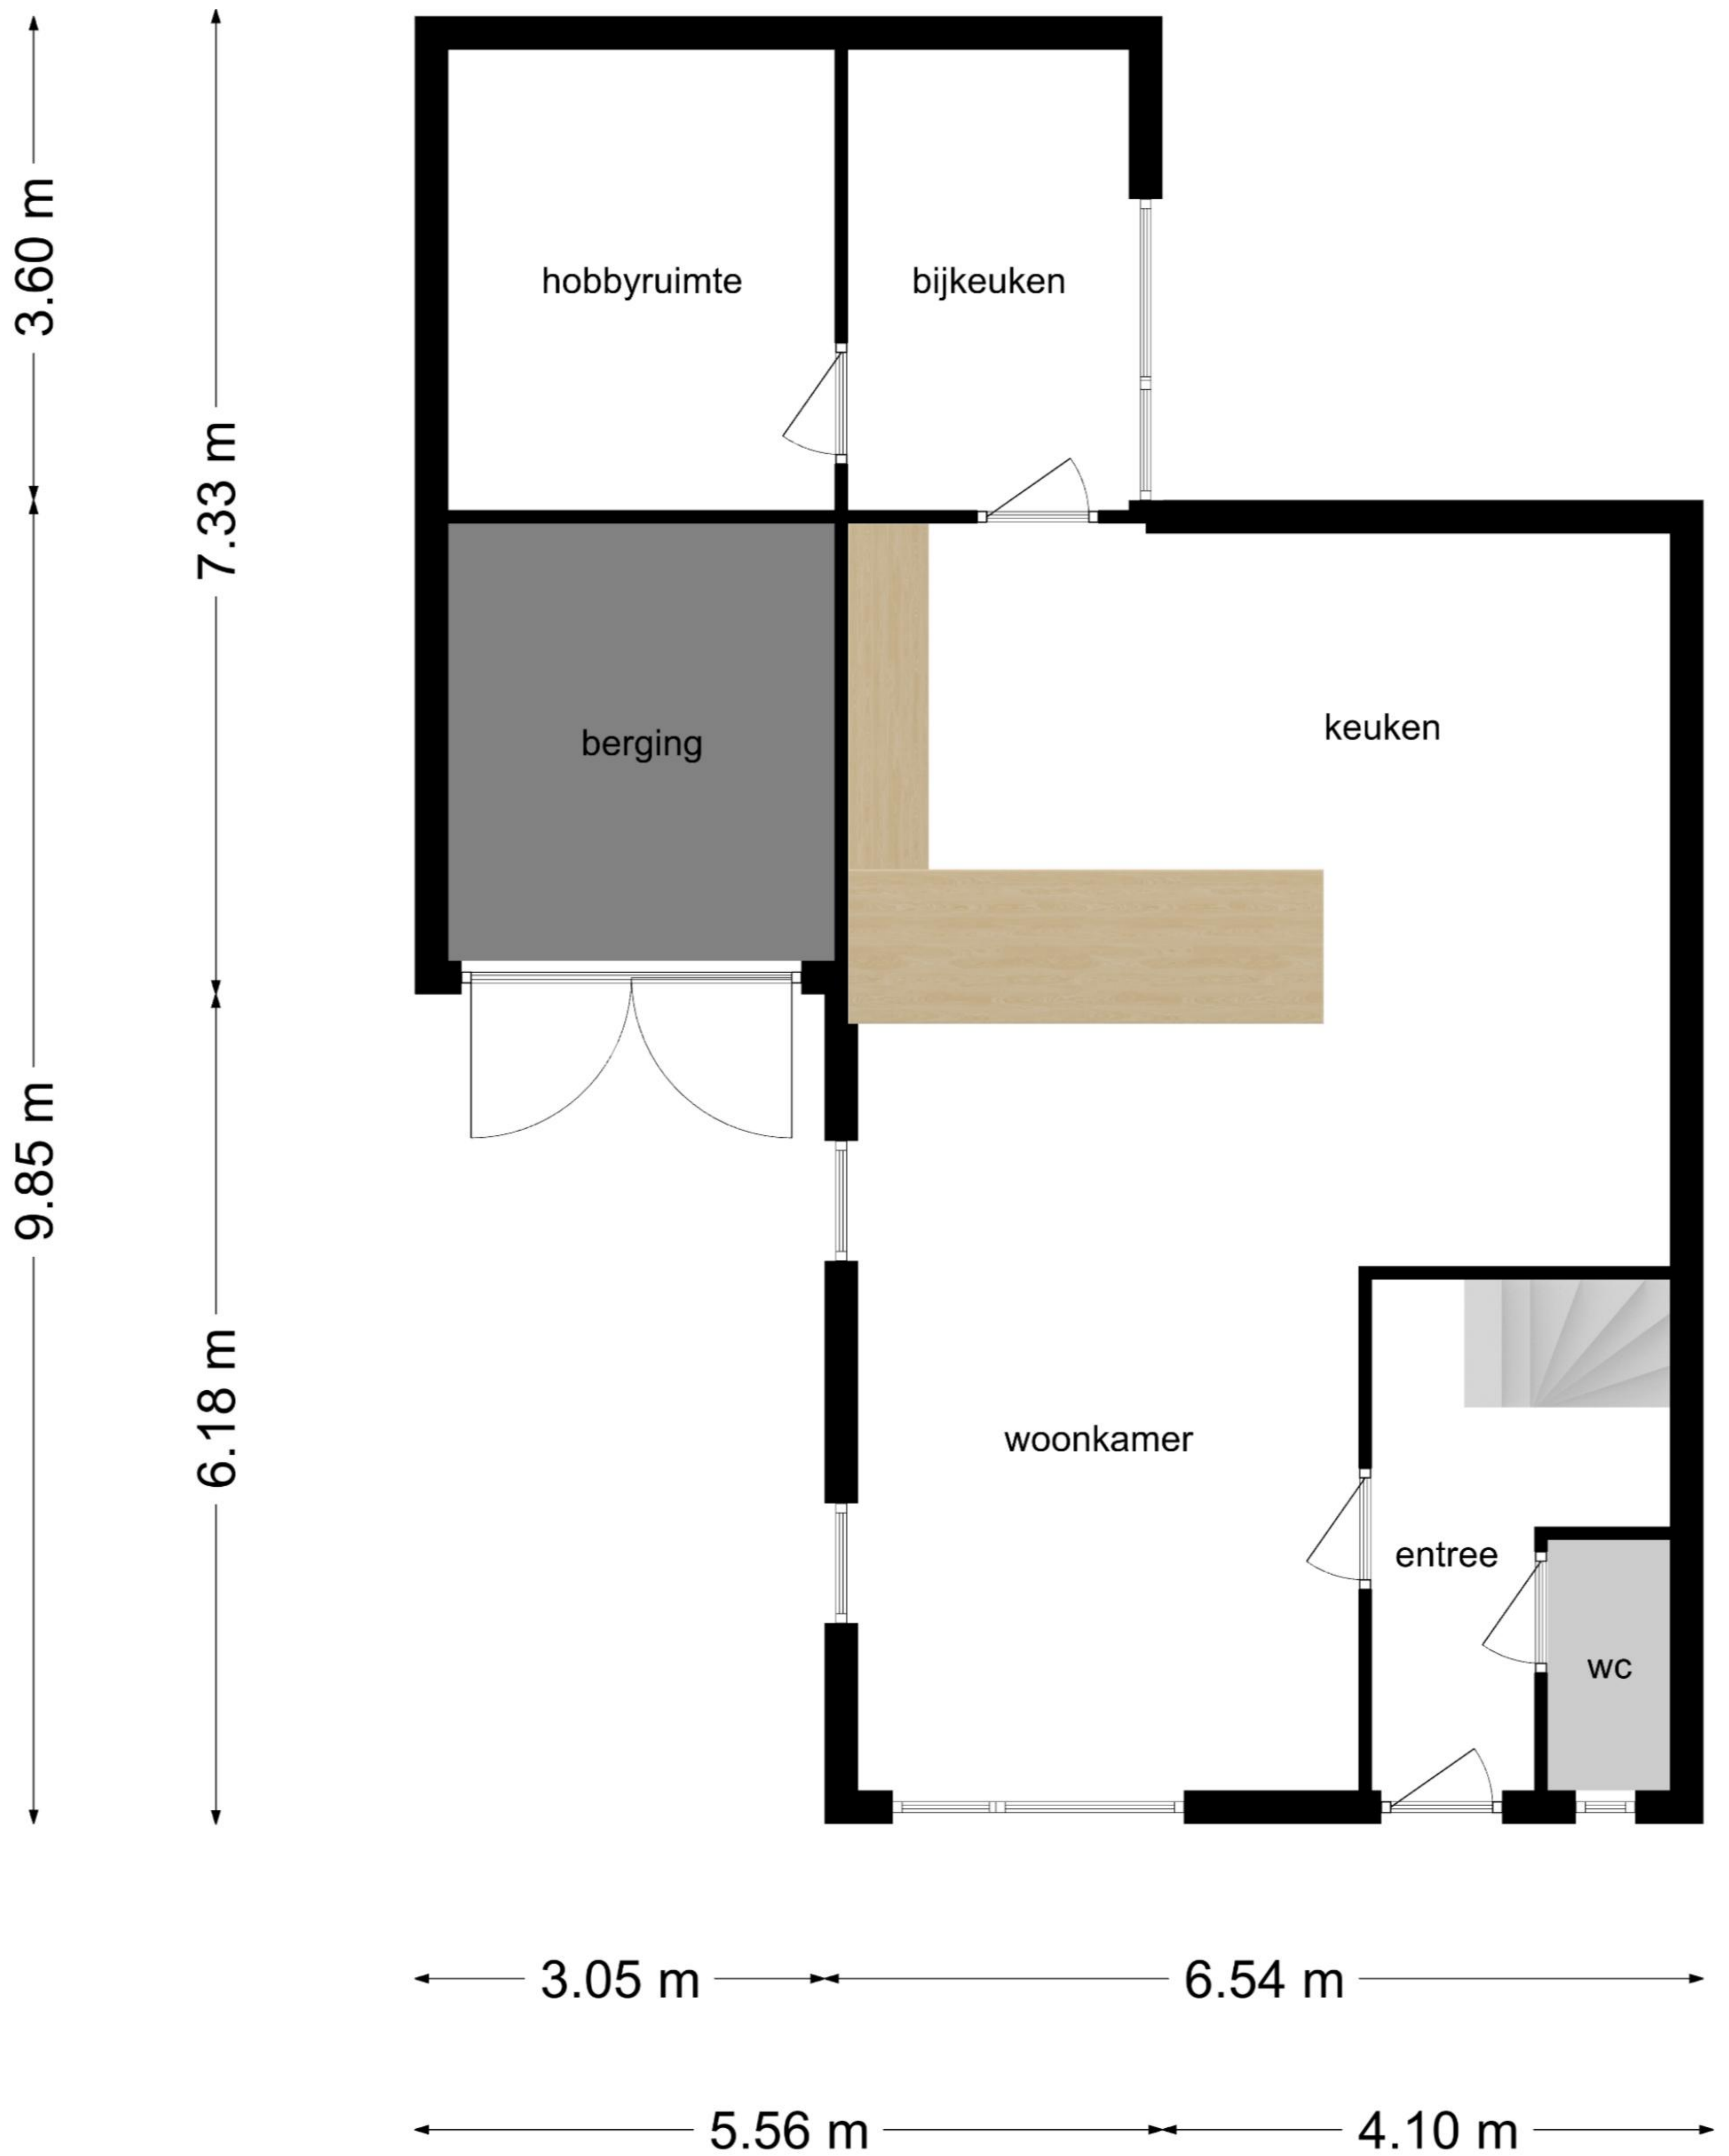 3.60 m
7.33 m
9.85 m
6.18 m
hobbyruimte
bijkeuken
berging
keuken
woonkamer
entree
wc
3.05 m
6.54 m
5.56 m
4.10 m